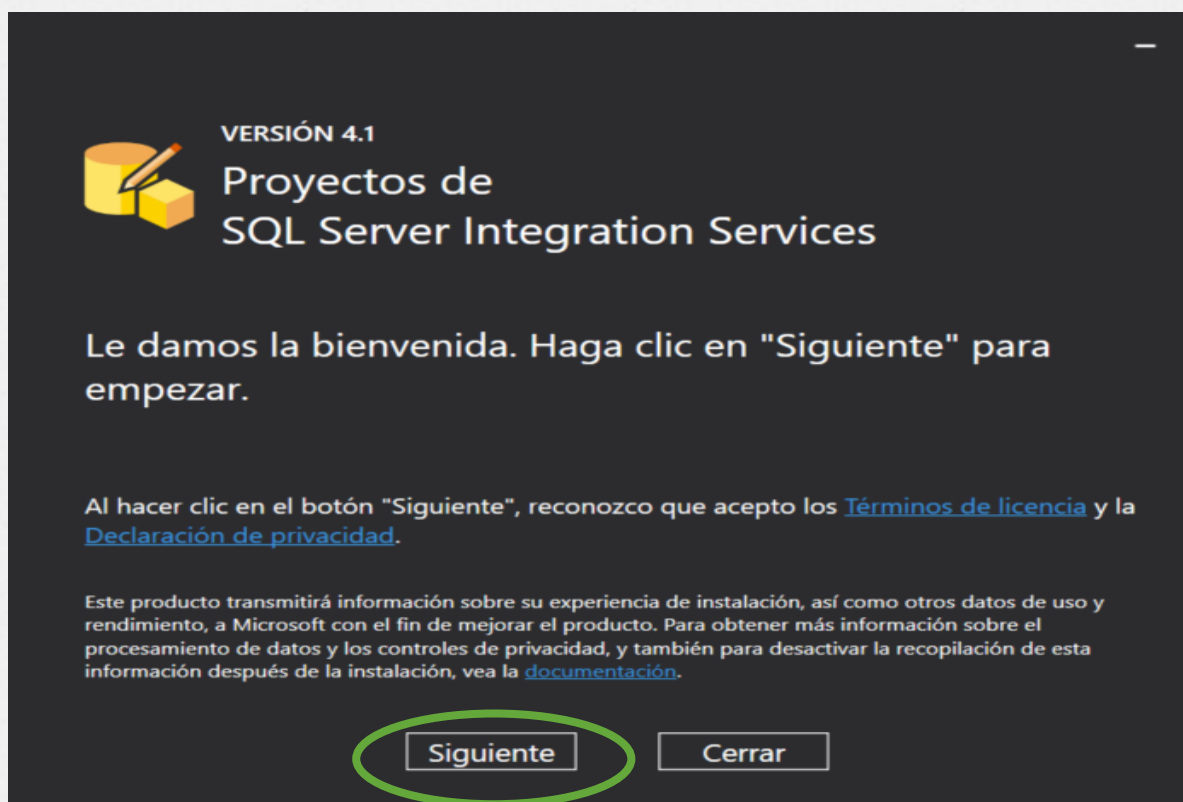 VERSIÓN 4.1
Proyectos de
SQL Server Integration Services
Le damos la bienvenida. Haga clic en "Siguiente" para
empezar.
Al hacer clic en el botón "Siguiente", reconozco que acepto los Términos de licencia y la
Declaración de privacidad.
Este producto transmitirá información sobre su experiencia de instalación, así como otros datos de uso y
rendimiento, a Microsoft con el fin de mejorar el producto. Para obtener más información sobre el
procesamiento de datos y los controles de privacidad, y también para desactivar la recopilación de esta
información después de la instalación, vea la documentación.
Siguiente Cerrar